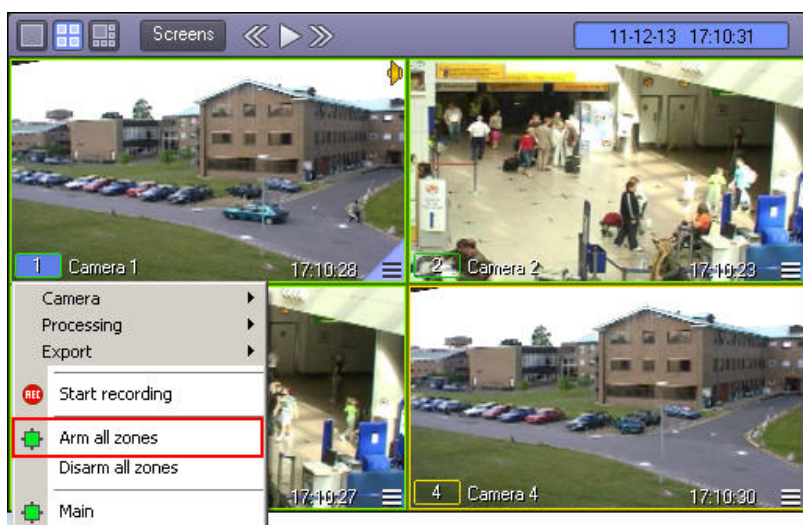 Screens
11-12-13 17:10:31
1 Camera 1 17:10:28
2 Camera 2 17:10:23
Camera
Processing
Export
REC Start recording
Arm all zones
Disarm all zones
Main
17:10:27
4 Camera 4 17:10:30